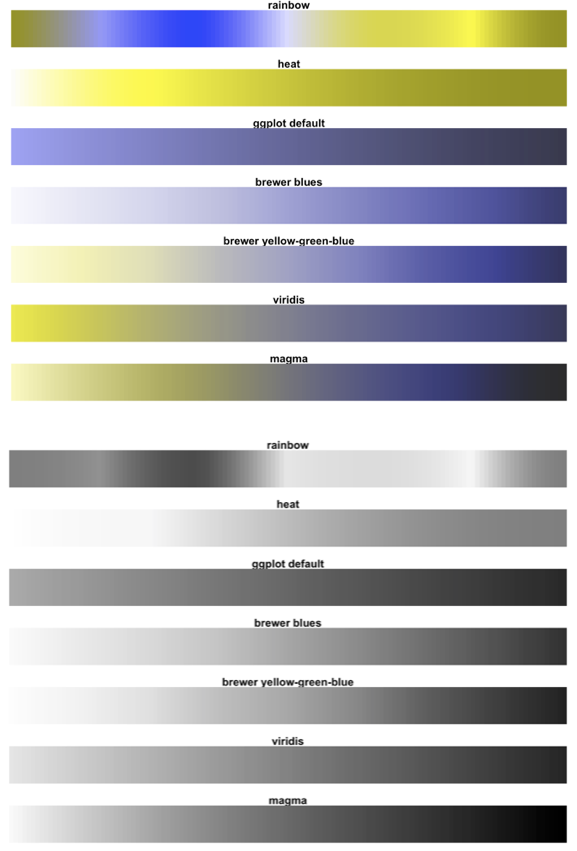 rainbow
heat
ggplot default
brewer blues
brewer yellow-green-blue
viridis
magma
rainbow
heat
ggplot default
brewer blues
brewer yellow-green-blue
viridis
magma